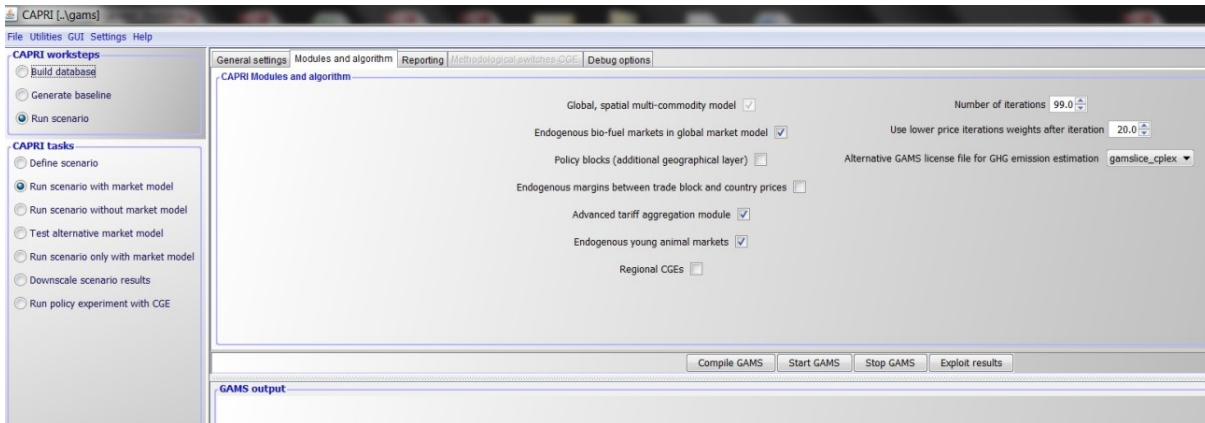 CAPRI [..\gams]
File Utilities GUI Settings Help
CAPRI worksteps
Build database
Generate baseline
Run scenario
CAPRI tasks
Define scenario
Run scenario with market model
Run scenario without market model
Test alternative market model
Run scenario only with market model
Downscale scenario results
Run policy experiment with CGE
General settings Modules and algorithm Reporting Methodological switches CGE Debug options
CAPRI Modules and algorithm
Global, spatial multi-commodity model
Endogenous bio-fuel markets in global market model
Policy blocks (additional geographical layer)
Endogenous margins between trade block and country prices
Advanced tariff aggregation module
Endogenous young animal markets
Regional CGEs
Number of iterations 99.0
Use lower price iterations weights after iteration 20.0
Alternative GAMS license file for GHG emission estimation gamslice_cplex
Compile GAMS Start GAMS Stop GAMS Exploit results
GAMS output